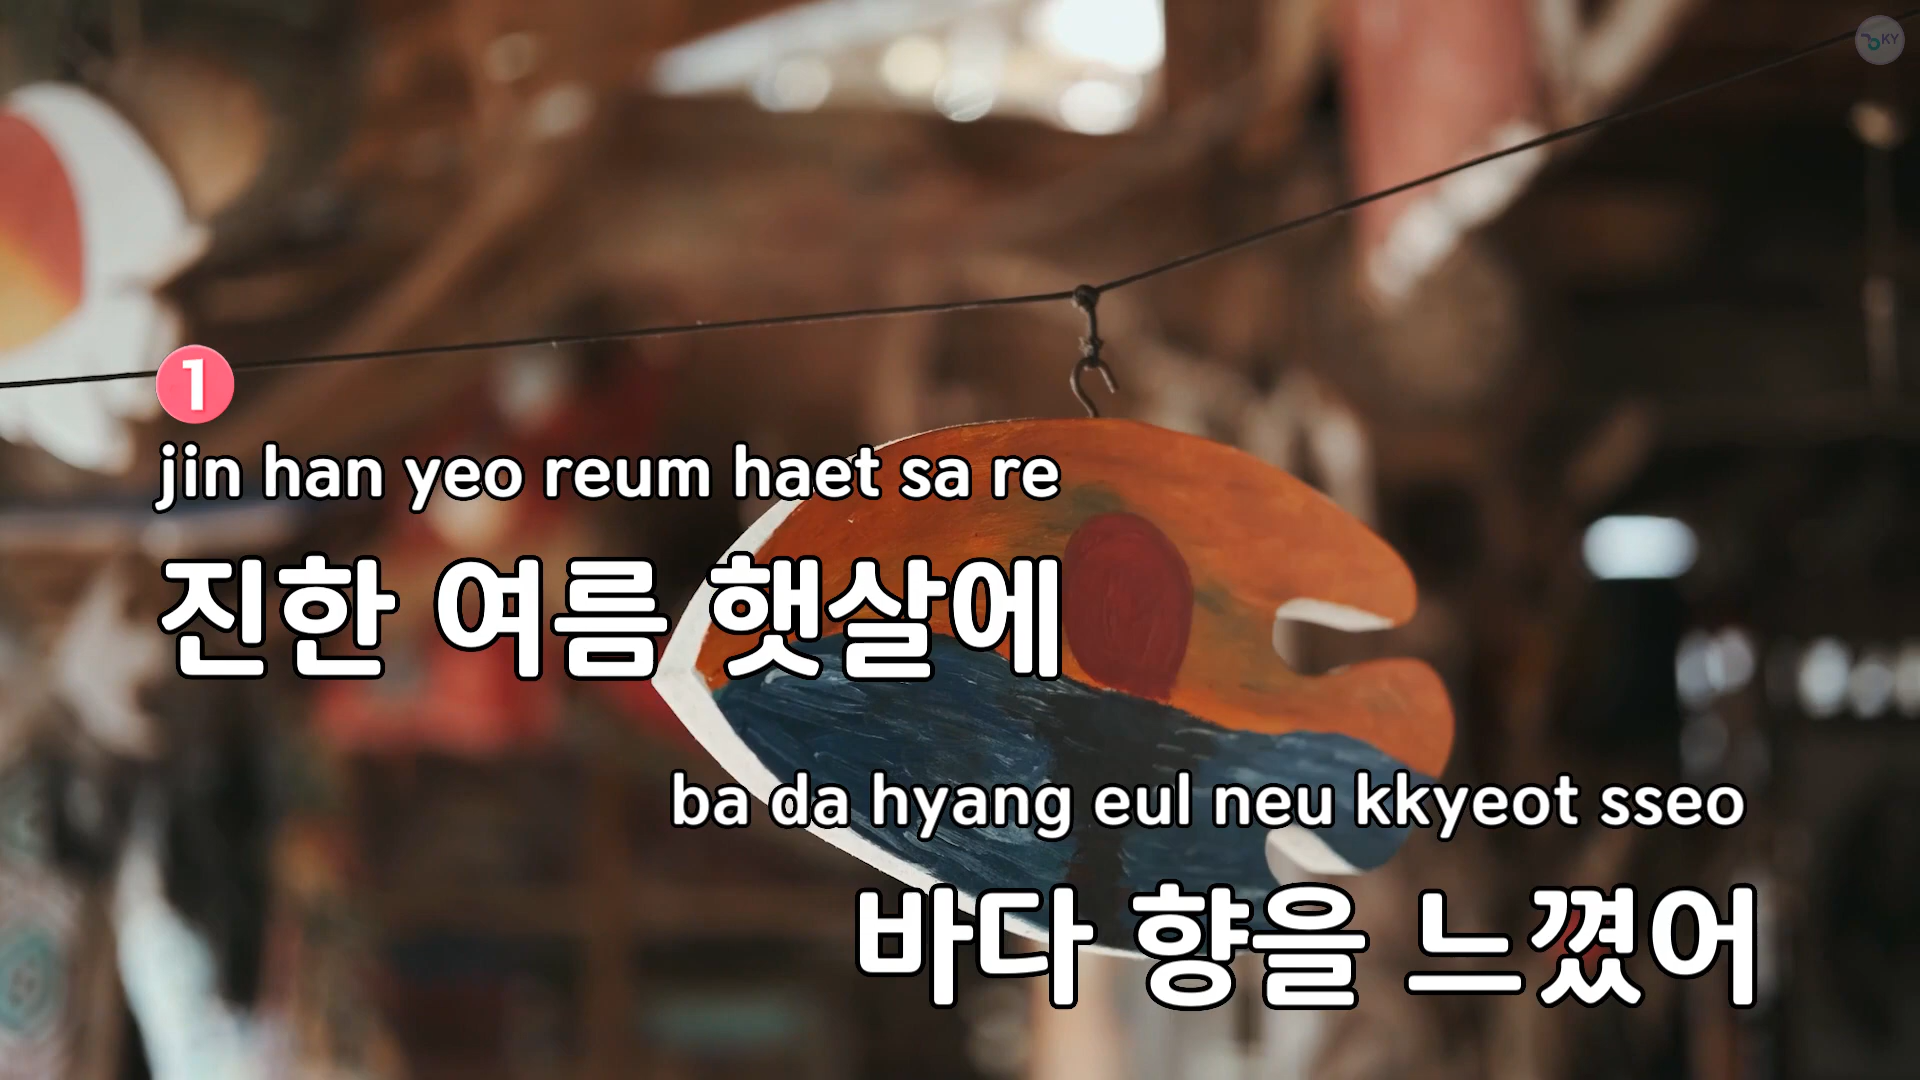 KY
1
jin han yeo reum haet sa re
진한 여름 햇살에
ba da hyang eul neu kkyeot sseo
바다 향을 느꼈어